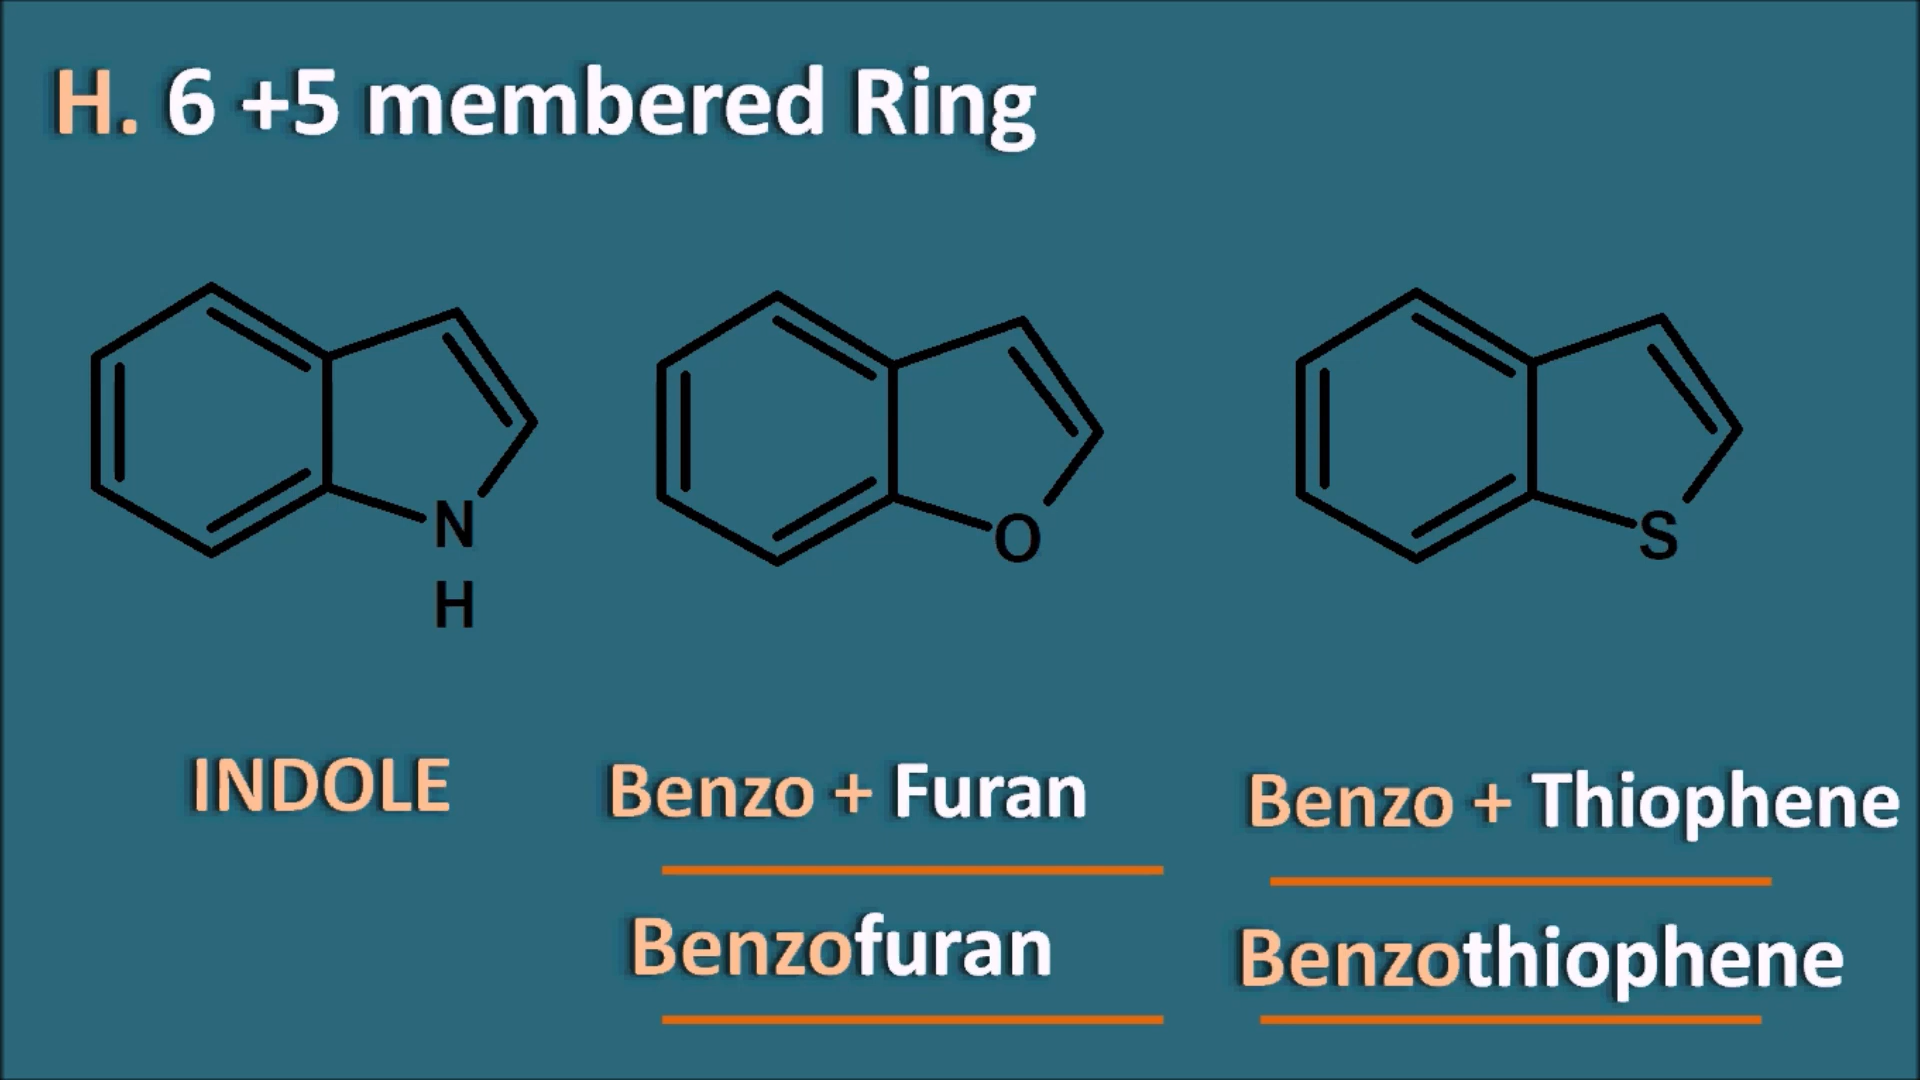 H. 6 +5 membered Ring
N
H
O
S
INDOLE
Benzo + Furan
Benzo + Thiophene
Benzofuran
Benzothiophene